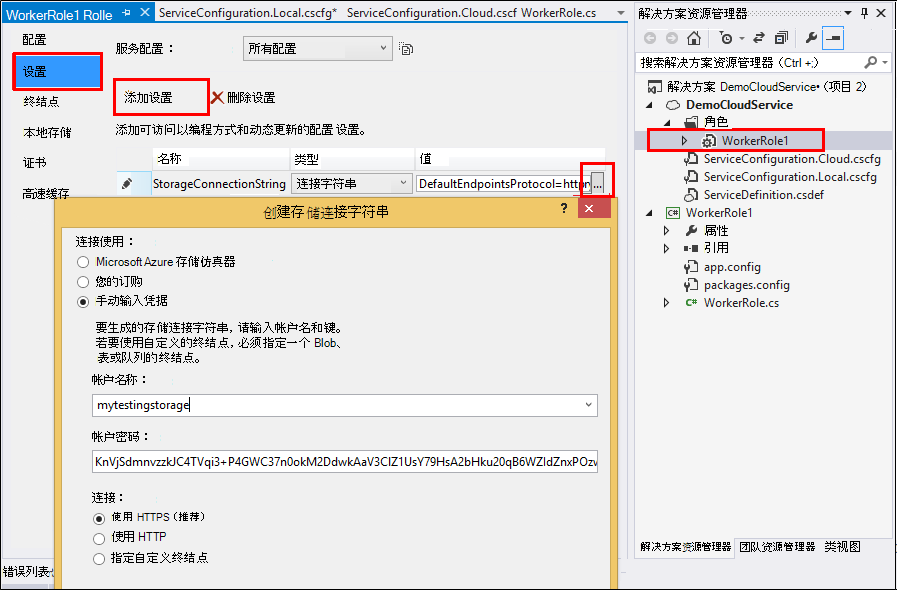 WorkerRole1 Rolle
ServiceConfiguration.Local.cscfg*
ServiceConfiguration.Cloud.cscf
WorkerRole.cs
配置
设置
终结点
本地存储
证书
高速缓存
服务配置：
所有配置
添加设置
删除设置
添加可访问以编程方式和动态更新的配置 设置。
名称
类型
值
StorageConnectionString
连接字符串
DefaultEndpointsProtocol=http
...
创建存储连接字符串
?
连接使用：
Microsoft Azure 存储仿真器
您的订购
手动输入凭据
要生成的存储连接字符串, 请输入帐户名和键。
若要使用自定义的终结点, 必须指定一个 Blob、
表或队列的终结点。
帐户名称：
mytestingstorage
帐户密码：
KnVjSdmnvzzkJC4TVqi3+P4GWC37n0okM2DdwkAaV3ClZ1UsY79HsA2bHku20qB6WZIdZnxPOzv
连接：
使用 HTTPS（推荐）
使用 HTTP
指定自定义终结点
错误列表
解决方案资源管理器
搜索解决方案资源管理器（Ctrl +;）
解决方案 DemoCloudService•(项目 2)
DemoCloudService
角色
WorkerRole1
ServiceConfiguration.Cloud.cscfg
ServiceConfiguration.Local.cscfg
ServiceDefinition.csdef
C# WorkerRole1
属性
引用
app.config
packages.config
C# WorkerRole.cs
解决方案资源管理器
团队资源管理器
类视图